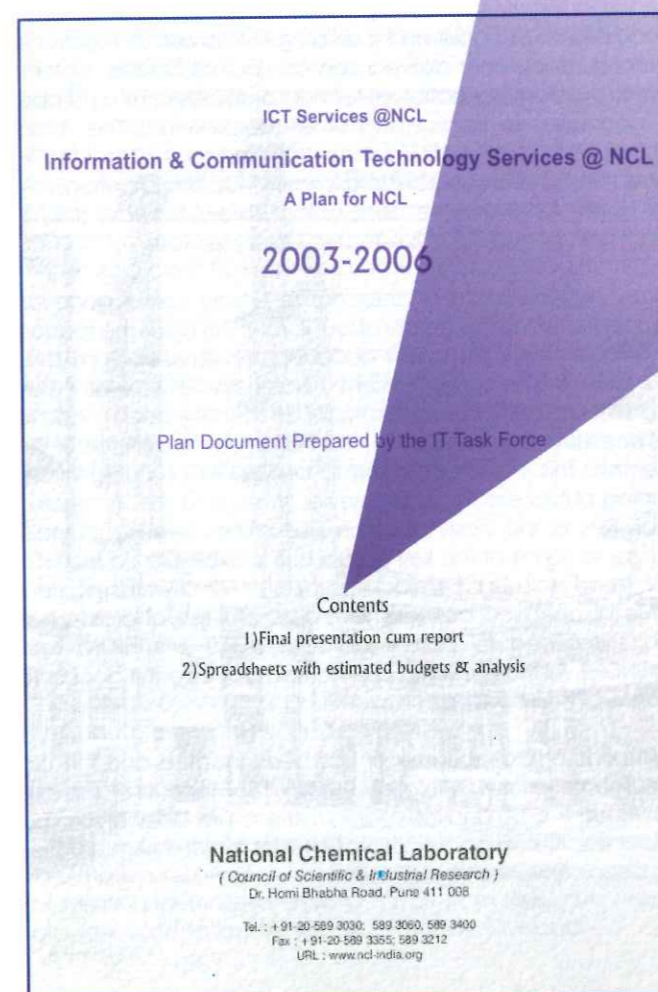 ICT Services @NCL
Information & Communication Technology Services @ NCL
A Plan for NCL
2003-2006
Plan Document Prepared by the IT Task Force
Contents
1)Final presentation cum report
2)Spreadsheets with estimated budgets & analysis
National Chemical Laboratory
( Council of Scientific & Industrial Research )
Dr. Homi Bhabha Road, Pune 411 008
Tel. : +91-20-589 3030; 589 3060, 589 3400
Fax : +91-20-589 3355; 589 3212
URL : www.ncl-india.org